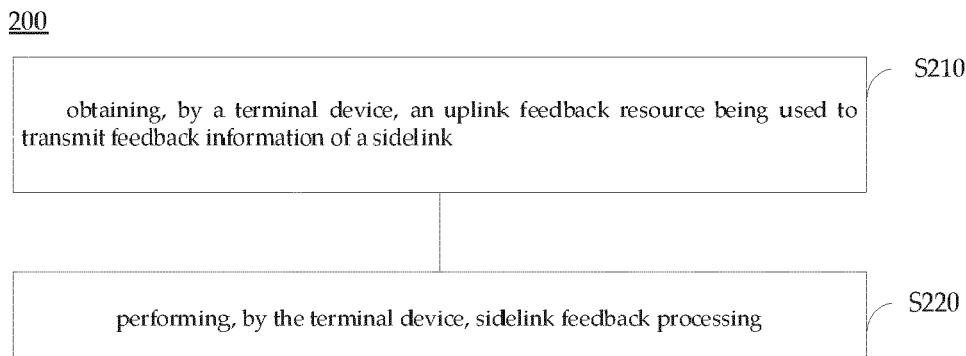 200
S210
obtaining, by a terminal device, an uplink feedback resource being used to
transmit feedback information of a sidelink
S220
performing, by the terminal device, sidelink feedback processing